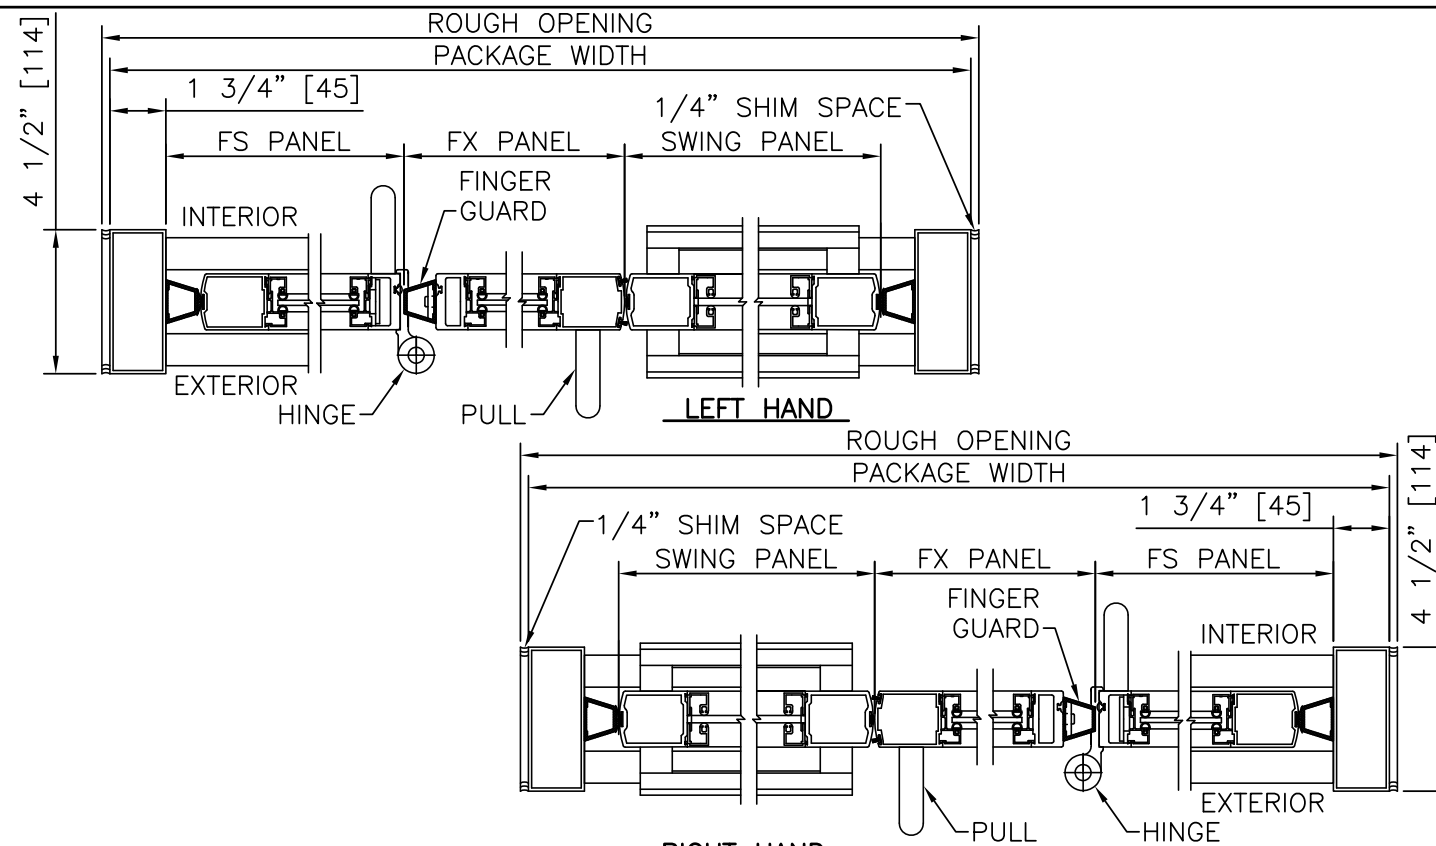 ROUGH OPENING
PACKAGE WIDTH
4 1/2” [114]
1 3/4” [45]
1/4” SHIM SPACE
FS PANEL
FX PANEL
SWING PANEL
FINGER
GUARD
INTERIOR
EXTERIOR
HINGE
PULL
LEFT HAND
ROUGH OPENING
PACKAGE WIDTH
4 1/2” [114]
1 3/4” [45]
1/4” SHIM SPACE
SWING PANEL
FX PANEL
FS PANEL
FINGER
GUARD
INTERIOR
EXTERIOR
PULL
HINGE
RIGHT HAND